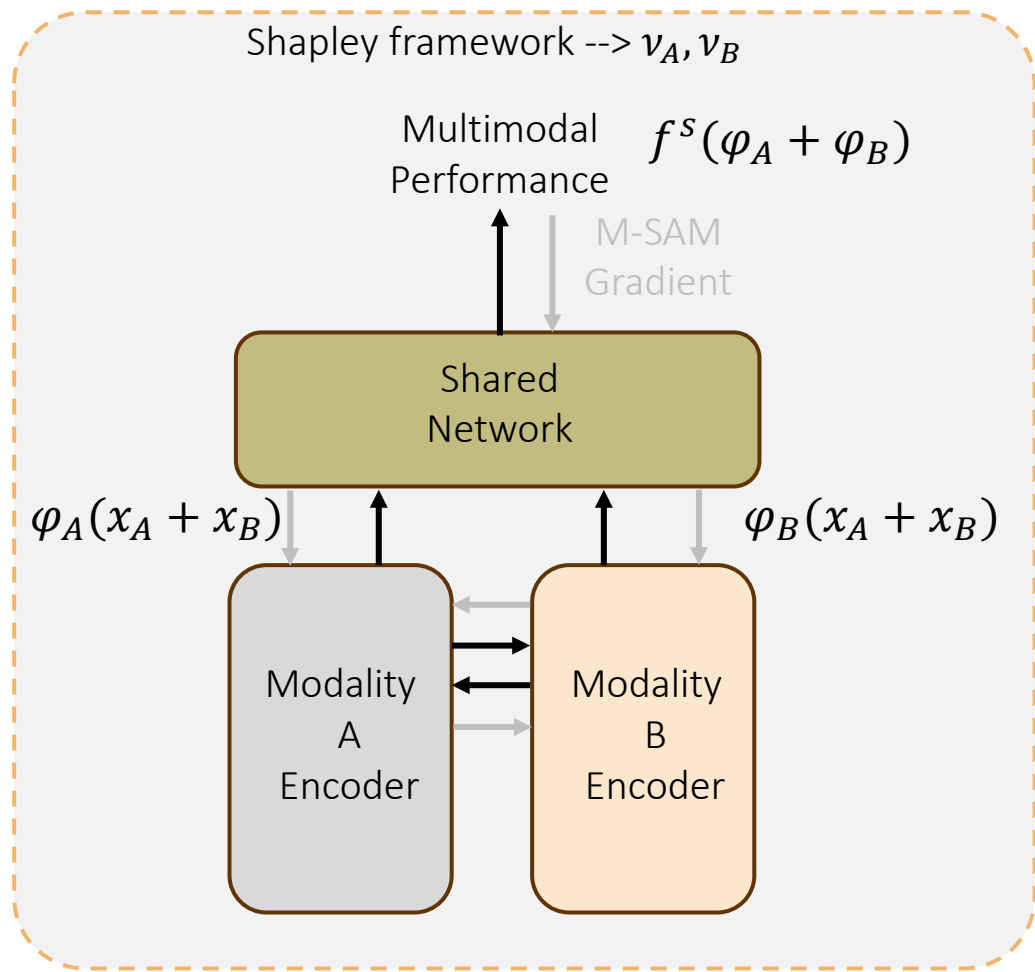 Shapley framework --> ν_A, ν_B
Multimodal
Performance
f^s(φ_A + φ_B)
M-SAM
Gradient
Shared
Network
φ_A(x_A + x_B)
φ_B(x_A + x_B)
Modality
A
Encoder
Modality
B
Encoder